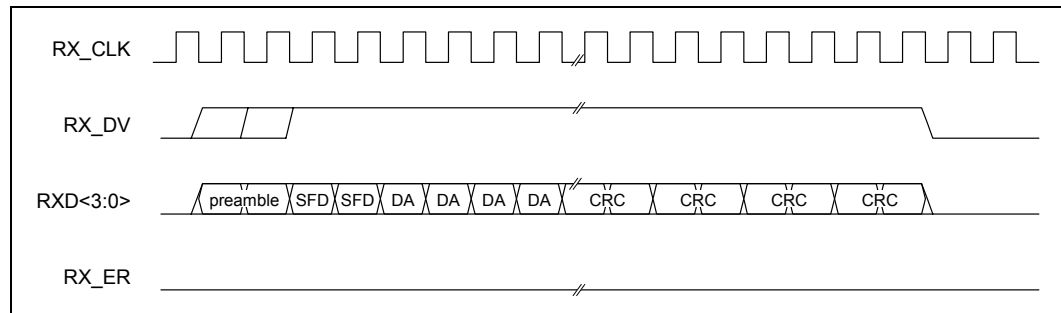 RX_CLK
RX_DV
RXD<3:0> preamble SFD SFD DA DA DA DA CRC CRC CRC CRC
RX_ER